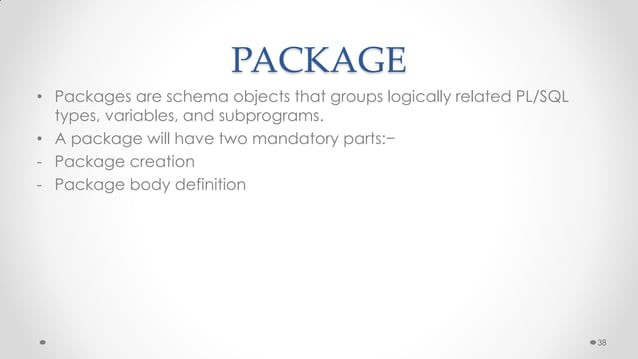 PACKAGE
• Packages are schema objects that groups logically related PL/SQL
types, variables, and subprograms.
• A package will have two mandatory parts:−
- Package creation
- Package body definition
38